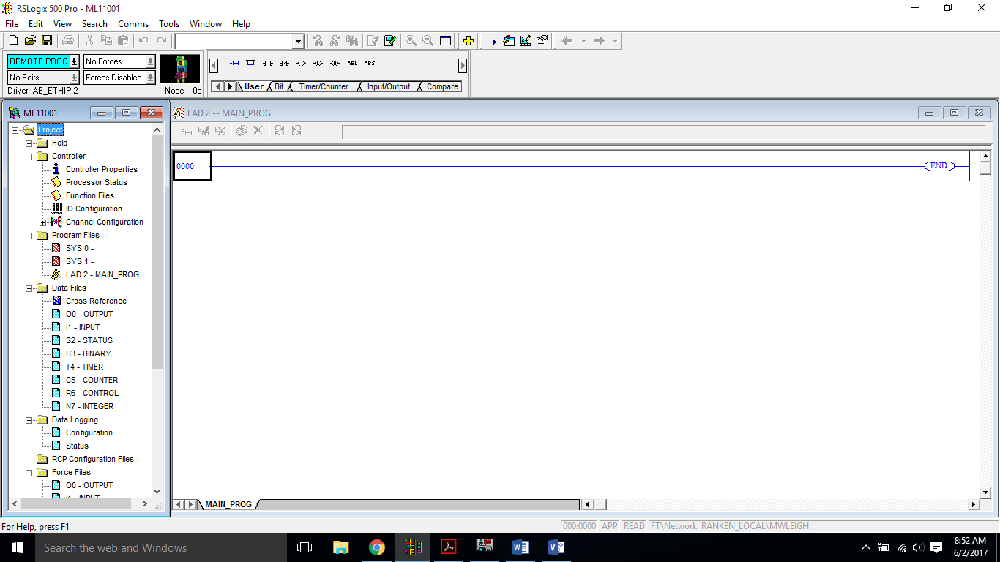 RSLogix 500 Pro - ML11001
File Edit View Search Comms Tools Window Help
REMOTE PROG No Forces
No Edits Forces Disabled
Driver: AB_ETHIP-2 Node : 0d
ABL ABS
User Bit Timer/Counter Input/Output Compare
ML11001
Project
Help
Controller
Controller Properties
Processor Status
Function Files
IO Configuration
Channel Configuration
Program Files
SYS 0 -
SYS 1 -
LAD 2 - MAIN_PROG
Data Files
Cross Reference
O0 - OUTPUT
I1 - INPUT
S2 - STATUS
B3 - BINARY
T4 - TIMER
C5 - COUNTER
R6 - CONTROL
N7 - INTEGER
Data Logging
Configuration
Status
RCP Configuration Files
Force Files
O0 - OUTPUT
I1 - INPUT
LAD 2 -- MAIN_PROG
0000
END
MAIN_PROG
For Help, press F1
000:0000 APP READ FT\Network RANKEN_LOCAL\MWLEIGH
Search the web and Windows
8:52 AM
6/2/2017